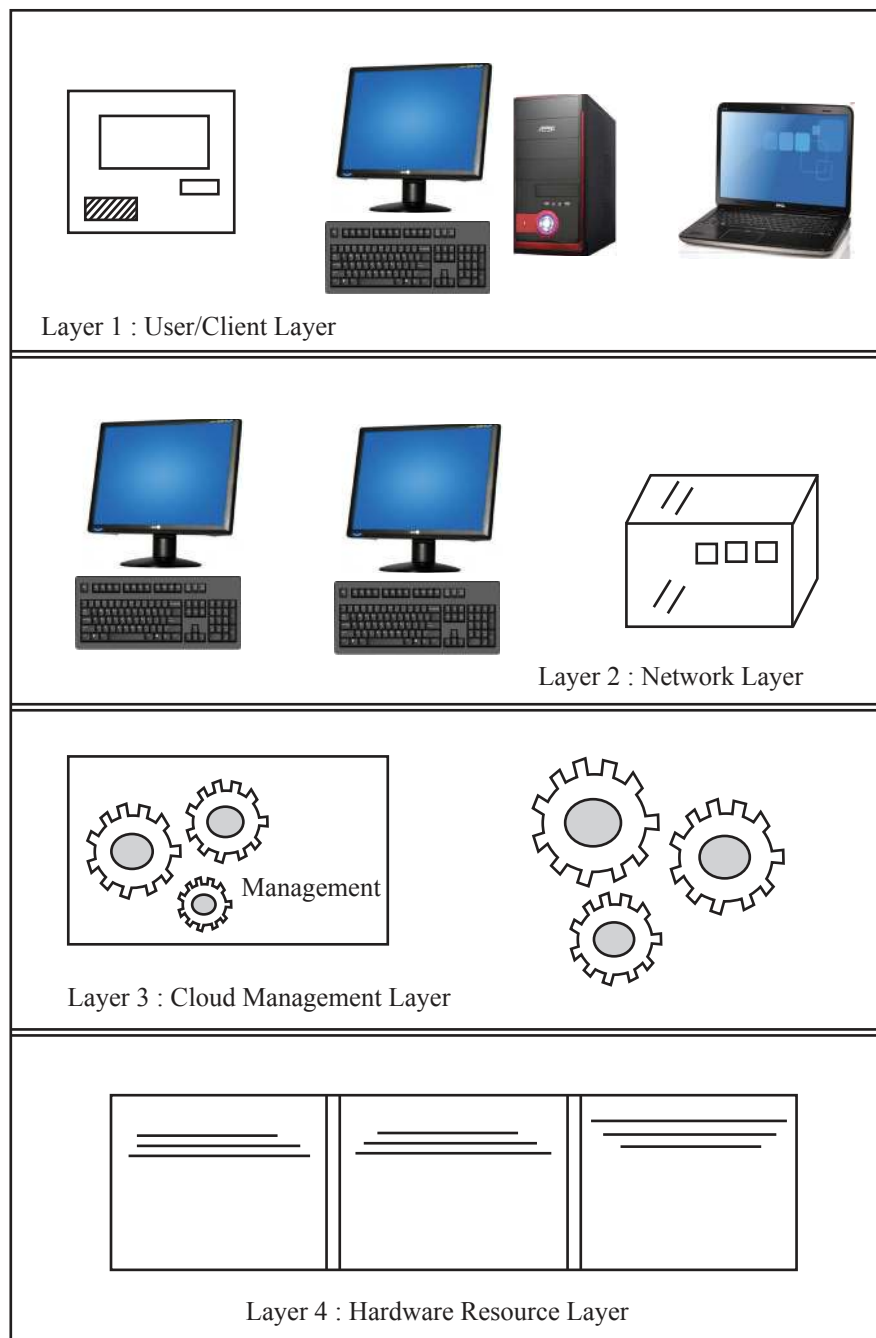 Layer 1 : User/Client Layer
Layer 2 : Network Layer
Management
Layer 3 : Cloud Management Layer
Layer 4 : Hardware Resource Layer